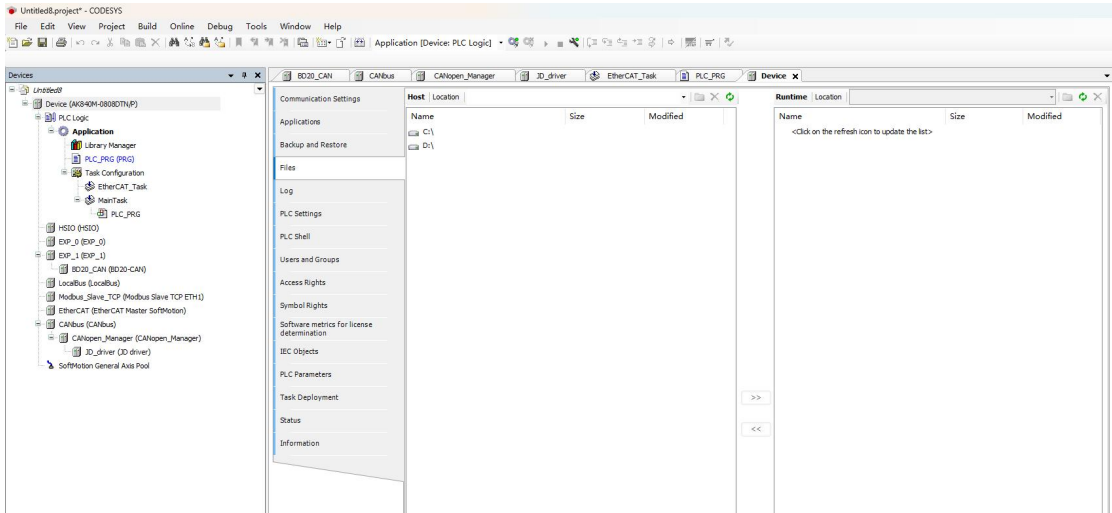 Untitled8.project* - CODESYS
File Edit View Project Build Online Debug Tools Window Help
Application [Device: PLC Logic]
Devices
Untitled8
Device (AK840M-0808DTN/P)
PLC Logic
Application
Library Manager
PLC_PRG (PRG)
Task Configuration
EtherCAT_Task
MainTask
PLC_PRG
HSIO (HSIO)
EXP_0 (EXP_0)
EXP_1 (EXP_1)
BD20_CAN (BD20-CAN)
LocalBus (LocalBus)
Modbus_Slave_TCP (Modbus Slave TCP ETH1)
EtherCAT (EtherCAT Master SoftMotion)
CANbus (CANbus)
CANopen_Manager (CANopen_Manager)
JD_driver (JD driver)
SoftMotion General Axis Pool
BD20_CAN CANbus CANopen_Manager JD_driver EtherCAT_Task PLC_PRG Device
Communication Settings
Applications
Backup and Restore
Files
Log
PLC Settings
PLC Shell
Users and Groups
Access Rights
Symbol Rights
Software metrics for license
determination
IEC Objects
PLC Parameters
Task Deployment
Status
Information
Host Location
Name Size Modified
C:\
D:\
>>
<<
Runtime Location
Name Size Modified
<Click on the refresh icon to update the list>